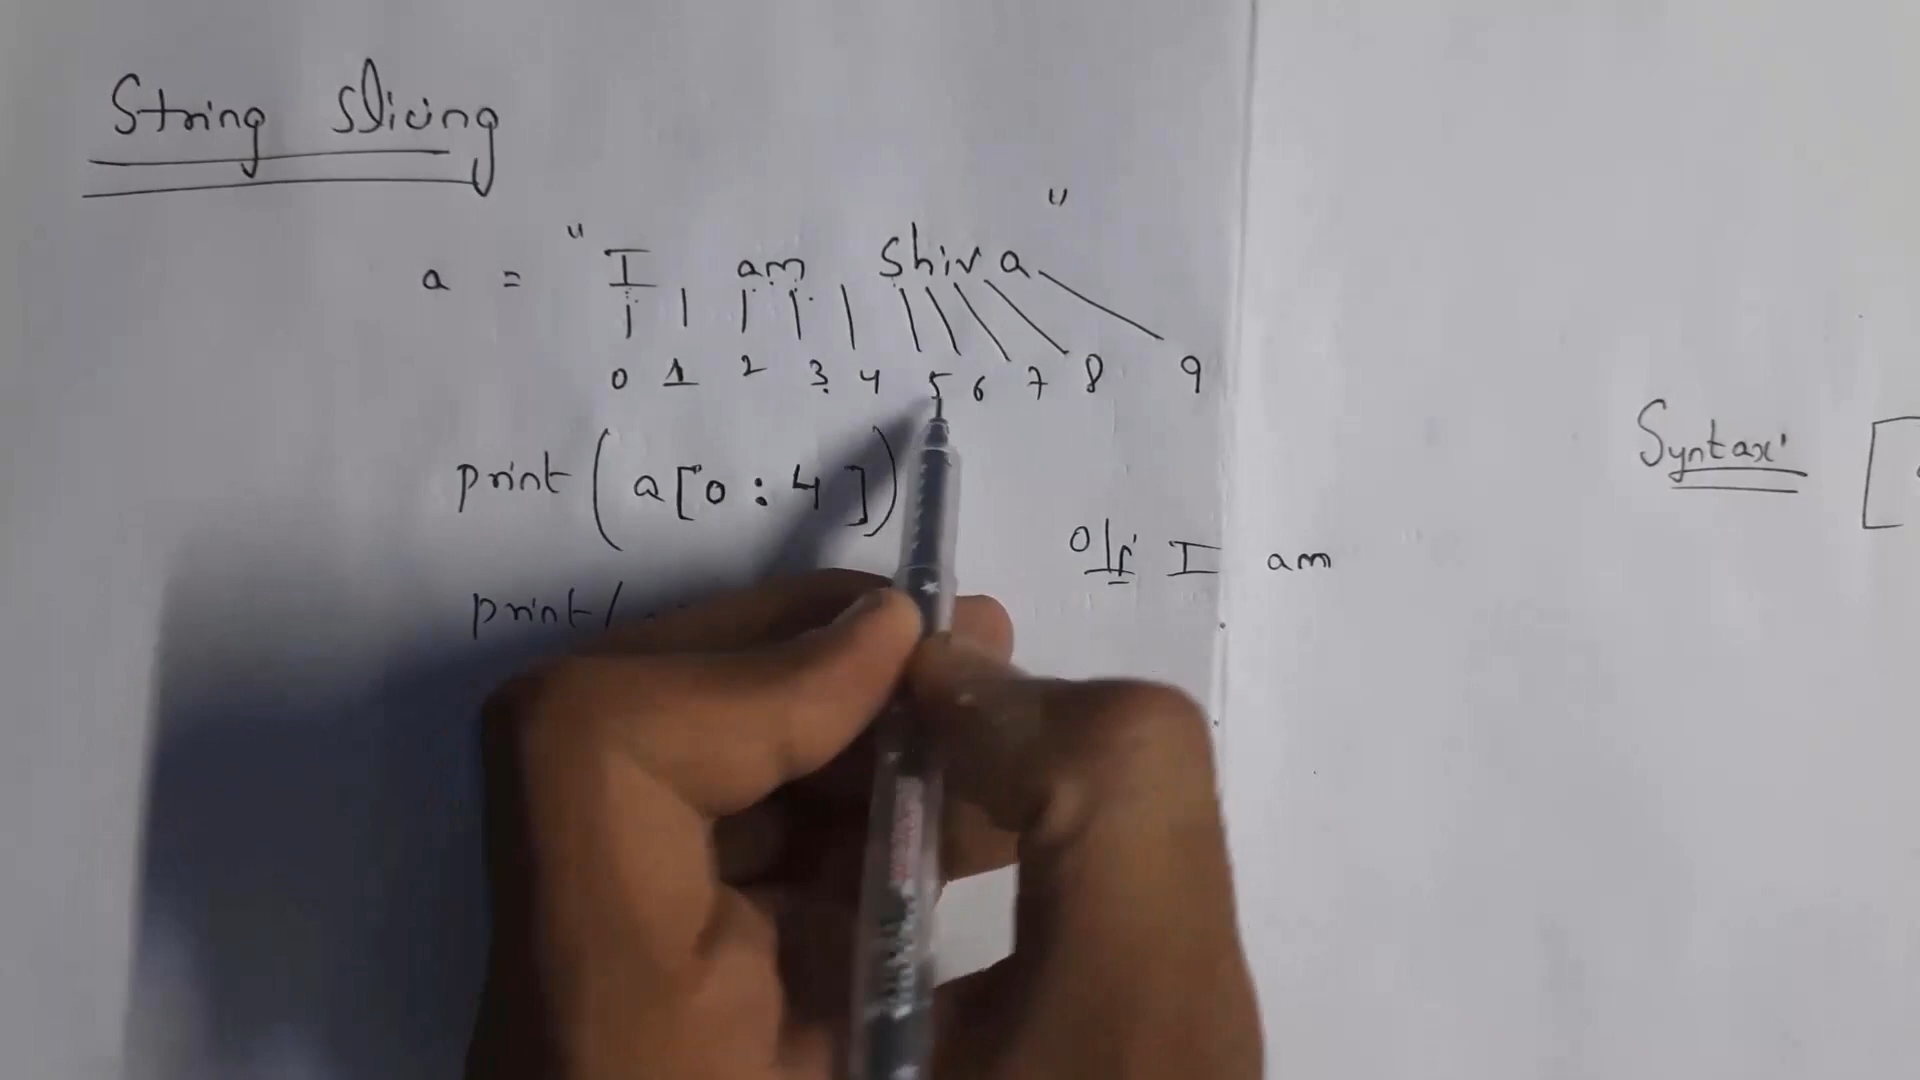 String Slicing
a = "I am Shiva"
0 1 2 3 4 5 6 7 8 9
print(a[0:4])
O/P: I am
print(
Syntax: [